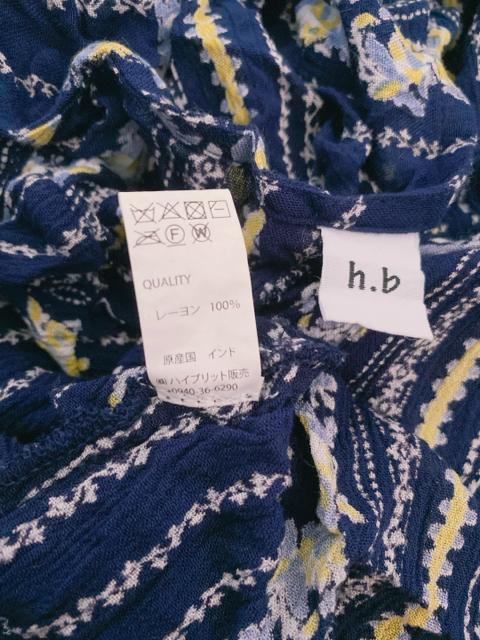 F W
QUALITY
レーヨン 100%
原産国 インド
㈱ハイブリット販売
0940-36-6290
h.b